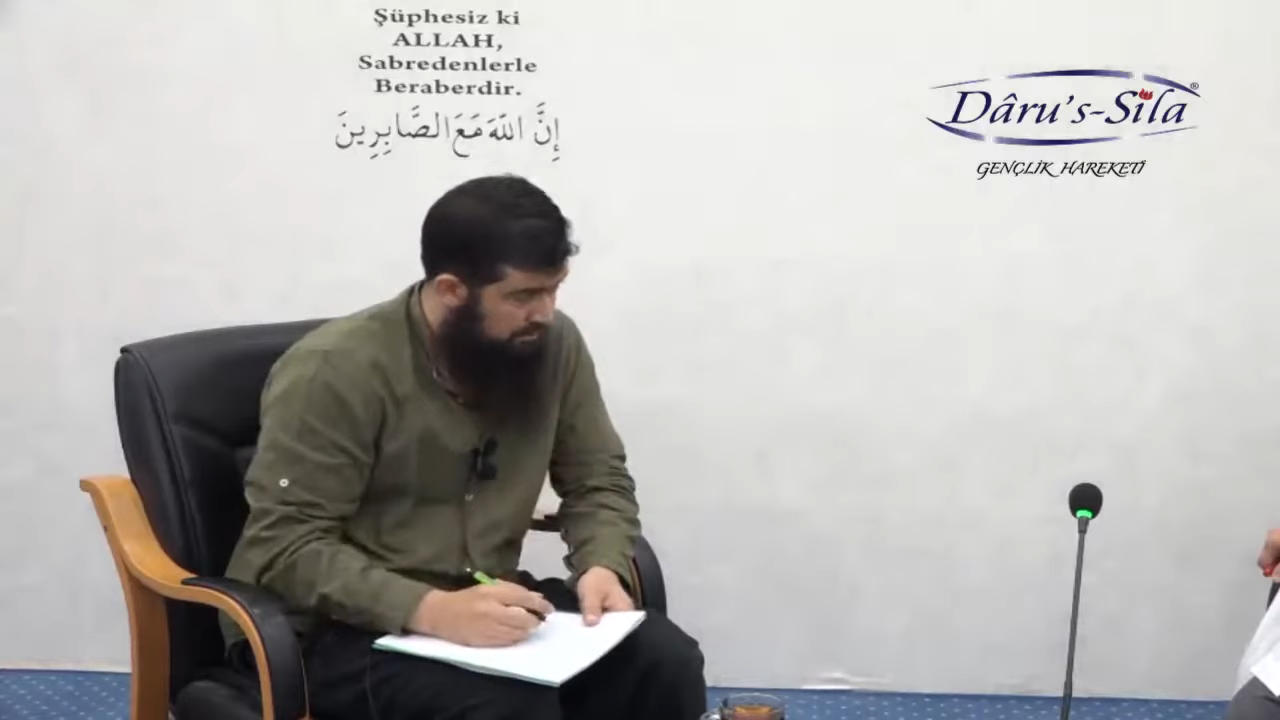 Şüphesiz ki
ALLAH,
Sabredenlerle
Beraberdir.
إِنَّ اللّٰهَ مَعَ الصَّابِرِينَ
Dâru's-Sıla®
GENÇLİK HAREKETİ